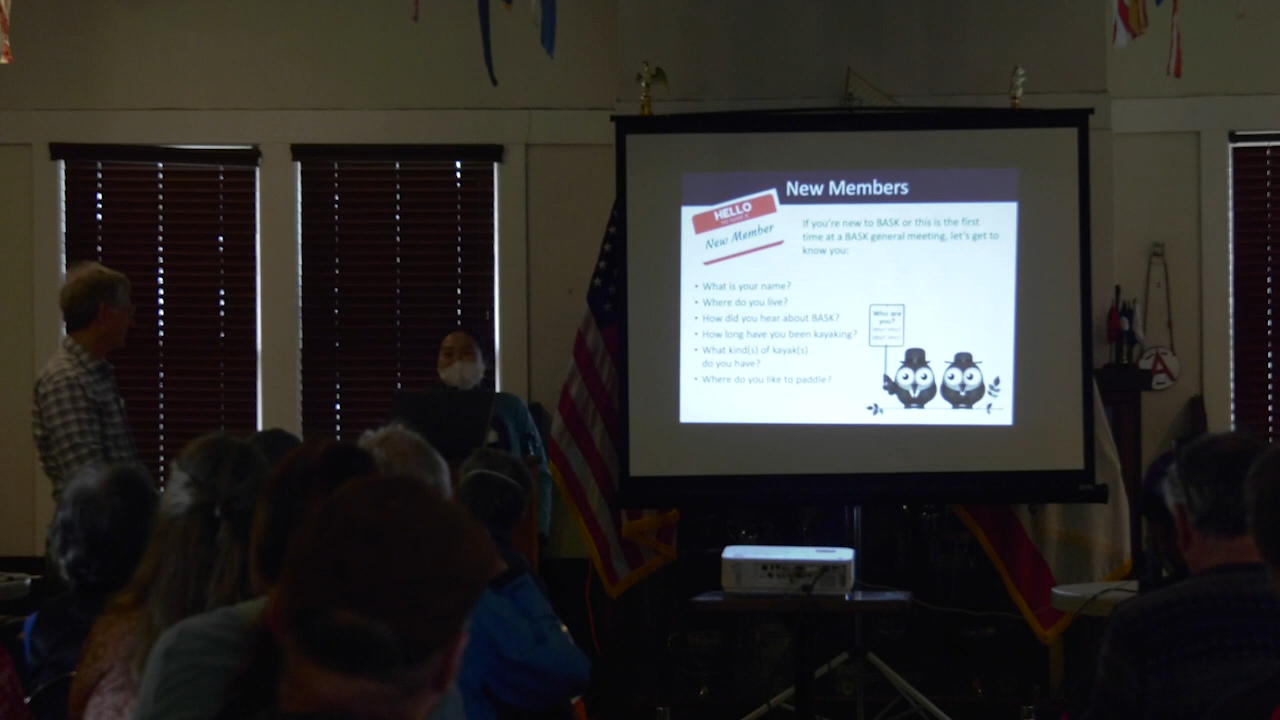 New Members
HELLO
New Member
If you're new to BASK or this is the first
time at a BASK general meeting, let's get to
know you:
• What is your name?
• Where do you live?
• How did you hear about BASK?
• How long have you been kayaking?
• What kind(s) of kayak(s)
do you have?
• Where do you like to paddle?
Who are
you?
A